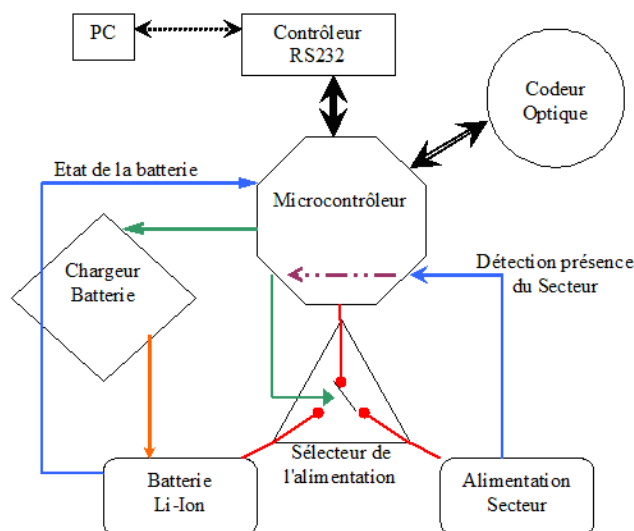 PC
Contrôleur
RS232
Codeur
Optique
Etat de la batterie
Microcontrôleur
Chargeur
Batterie
Détection présence
du Secteur
Sélecteur de
l'alimentation
Batterie
Li-Ion
Alimentation
Secteur